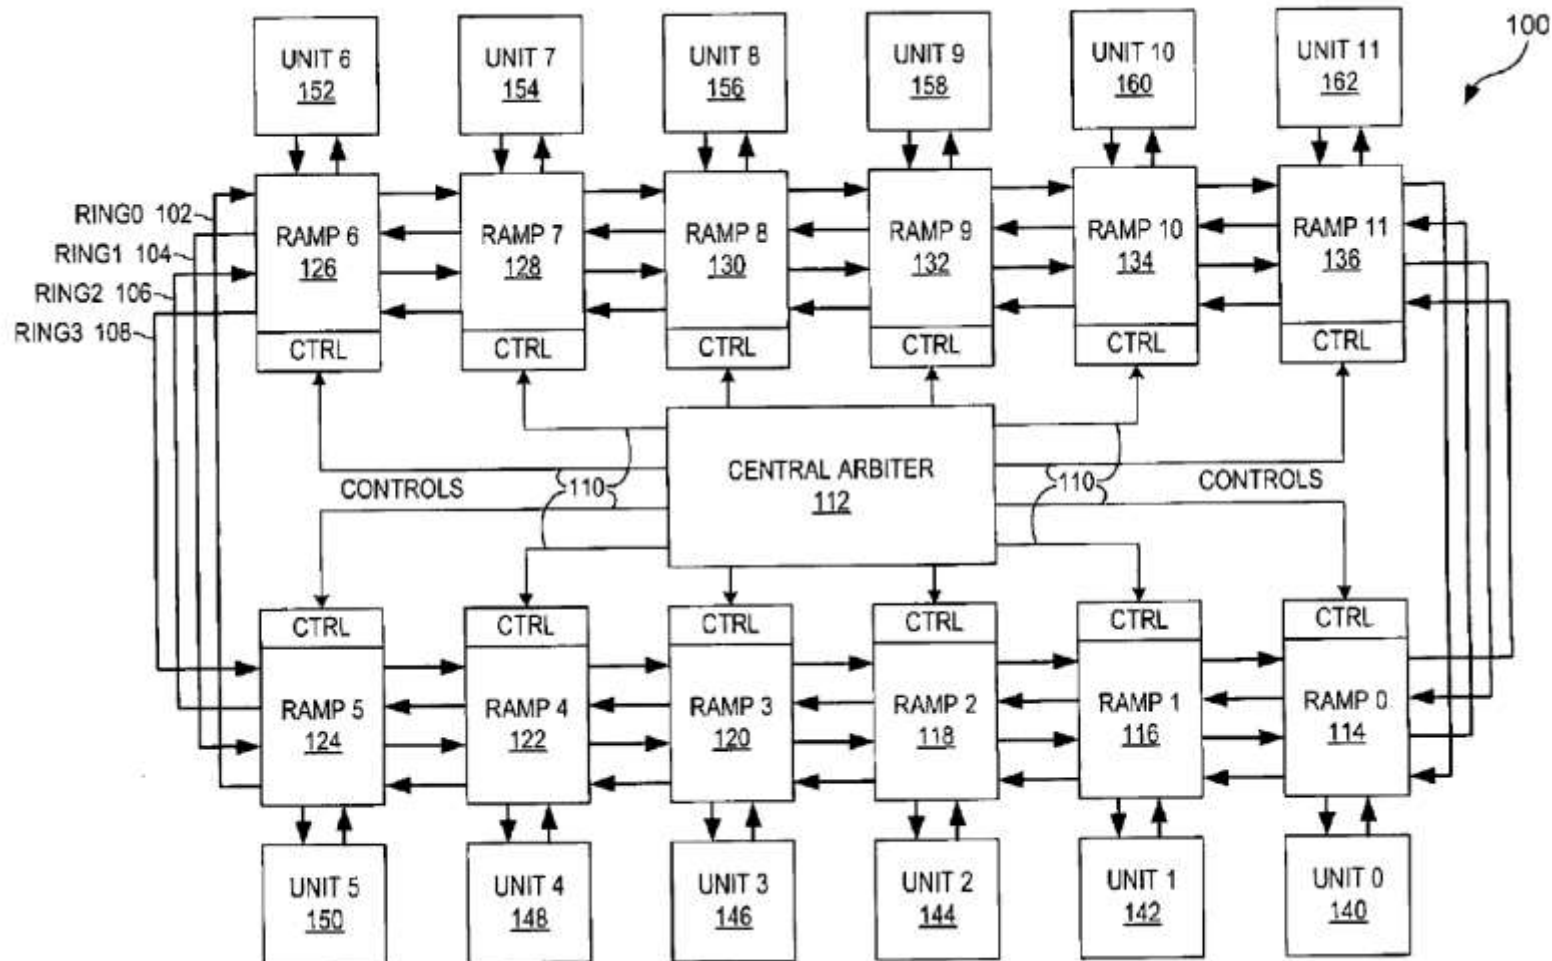 100
UNIT 6
152
UNIT 7
154
UNIT 8
156
UNIT 9
158
UNIT 10
160
UNIT 11
162
RING0 102
RING1 104
RING2 106
RING3 108
RAMP 6
126
CTRL
RAMP 7
128
CTRL
RAMP 8
130
CTRL
RAMP 9
132
CTRL
RAMP 10
134
CTRL
RAMP 11
136
CTRL
CENTRAL ARBITER
112
CONTROLS
110
110
CONTROLS
CTRL
RAMP 5
124
CTRL
RAMP 4
122
CTRL
RAMP 3
120
CTRL
RAMP 2
118
CTRL
RAMP 1
116
CTRL
RAMP 0
114
UNIT 5
150
UNIT 4
148
UNIT 3
146
UNIT 2
144
UNIT 1
142
UNIT 0
140